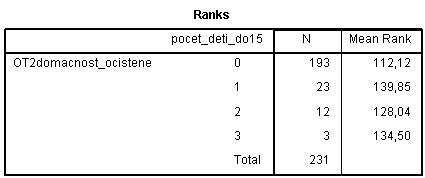 Ranks
pocet_deti_do15 N Mean Rank
OT2domacnost_ocistene 0 193 112,12
1 23 139,85
2 12 128,04
3 3 134,50
Total 231